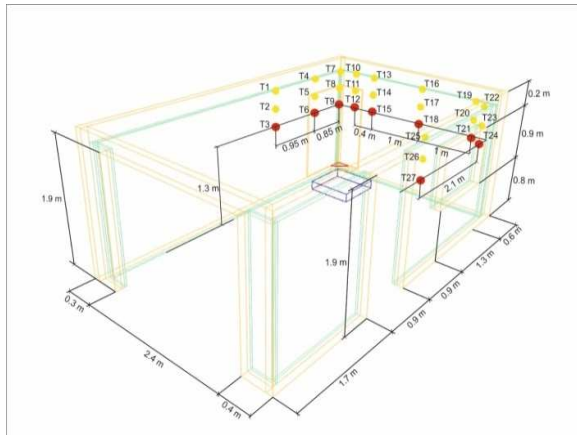 T7 T10
T4 T13
T1 T8 T16
T5 T11 T14 T19 T22
T2 T9 T12 T17 T20
T3 T6 T15 T18 T23
T25 T21 T24
T26
T27
0.95 m
0.85 m
0.4 m
1 m
1 m
2.1 m
0.2 m
0.9 m
0.8 m
1.3 m
1.9 m
1.9 m
0.3 m
2.4 m
0.4 m
1.7 m
0.9 m
0.9 m
1.3 m
0.6 m